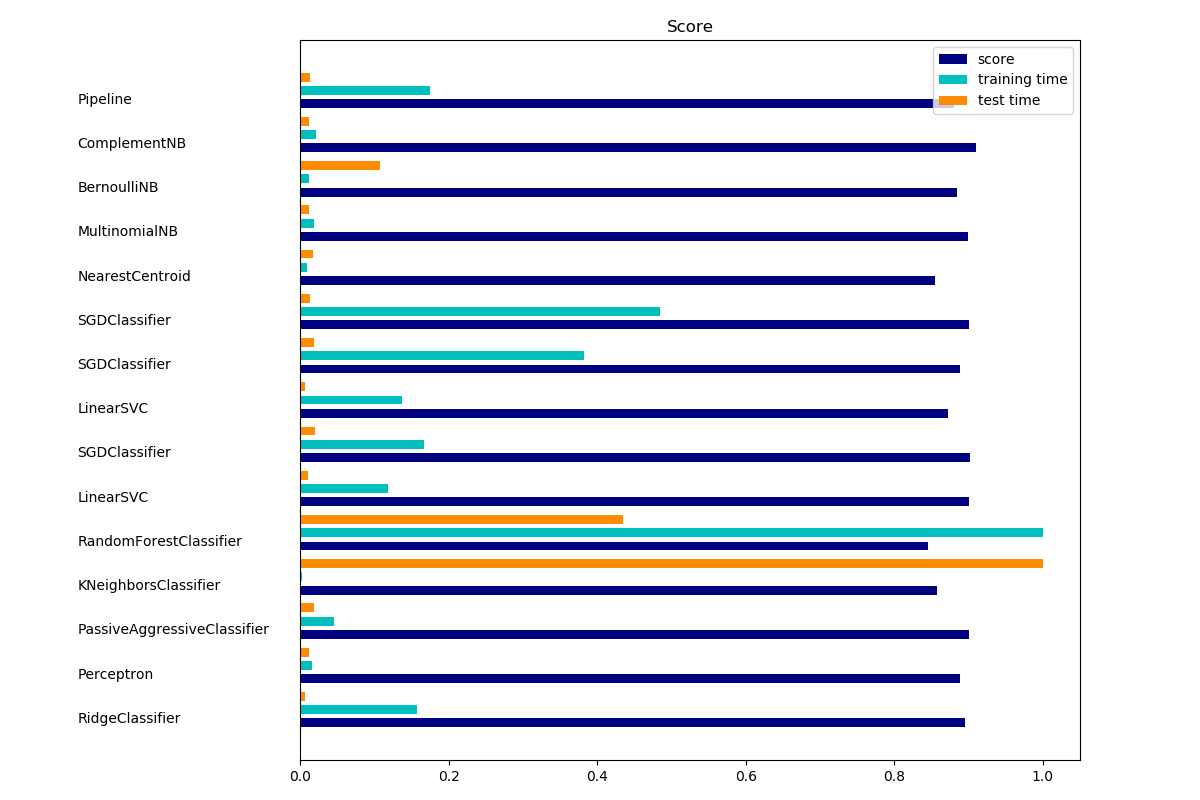 Score
score
training time
test time
Pipeline
ComplementNB
BernoulliNB
MultinomialNB
NearestCentroid
SGDClassifier
SGDClassifier
LinearSVC
SGDClassifier
LinearSVC
RandomForestClassifier
KNeighborsClassifier
PassiveAggressiveClassifier
Perceptron
RidgeClassifier
0.0 0.2 0.4 0.6 0.8 1.0